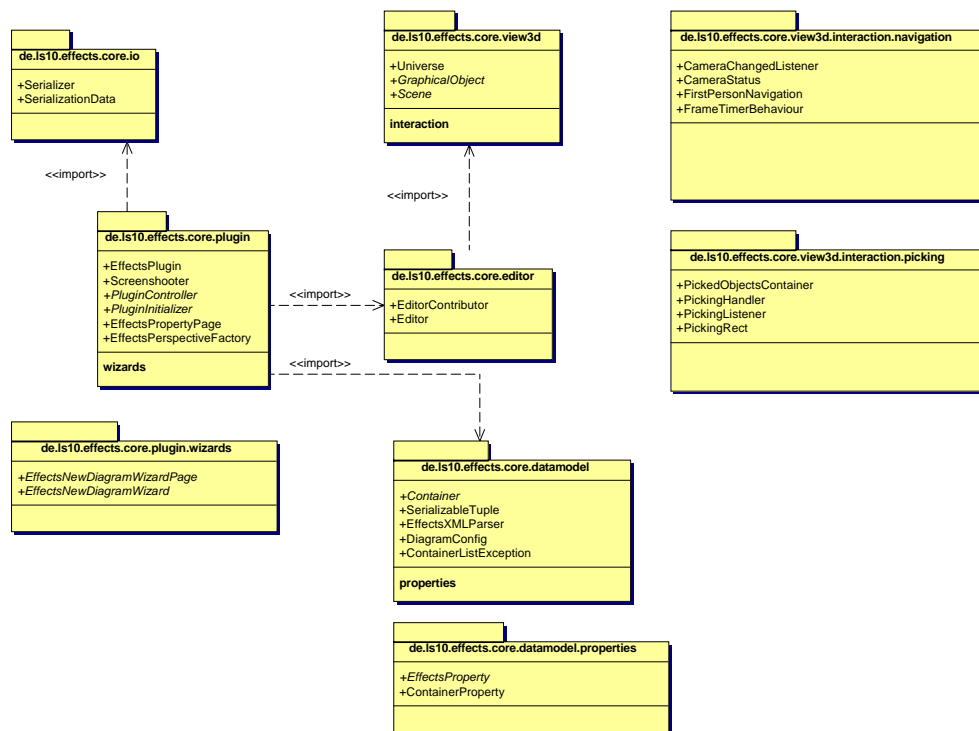 de.ls10.effects.core.io
+Serializer
+SerializationData
de.ls10.effects.core.view3d
+Universe
+GraphicalObject
+Scene
interaction
de.ls10.effects.core.view3d.interaction.navigation
+CameraChangedListener
+CameraStatus
+FirstPersonNavigation
+FrameTimerBehaviour
<<import>>
<<import>>
de.ls10.effects.core.plugin
+EffectsPlugin
+Screenshooter
+PluginController
+PluginInitializer
+EffectsPropertyPage
+EffectsPerspectiveFactory
wizards
<<import>>
de.ls10.effects.core.editor
+EditorContributor
+Editor
de.ls10.effects.core.view3d.interaction.picking
+PickedObjectsContainer
+PickingHandler
+PickingListener
+PickingRect
<<import>>
de.ls10.effects.core.plugin.wizards
+EffectsNewDiagramWizardPage
+EffectsNewDiagramWizard
de.ls10.effects.core.datamodel
+Container
+SerializableTuple
+EffectsXMLParser
+DiagramConfig
+ContainerListException
properties
de.ls10.effects.core.datamodel.properties
+EffectsProperty
+ContainerProperty